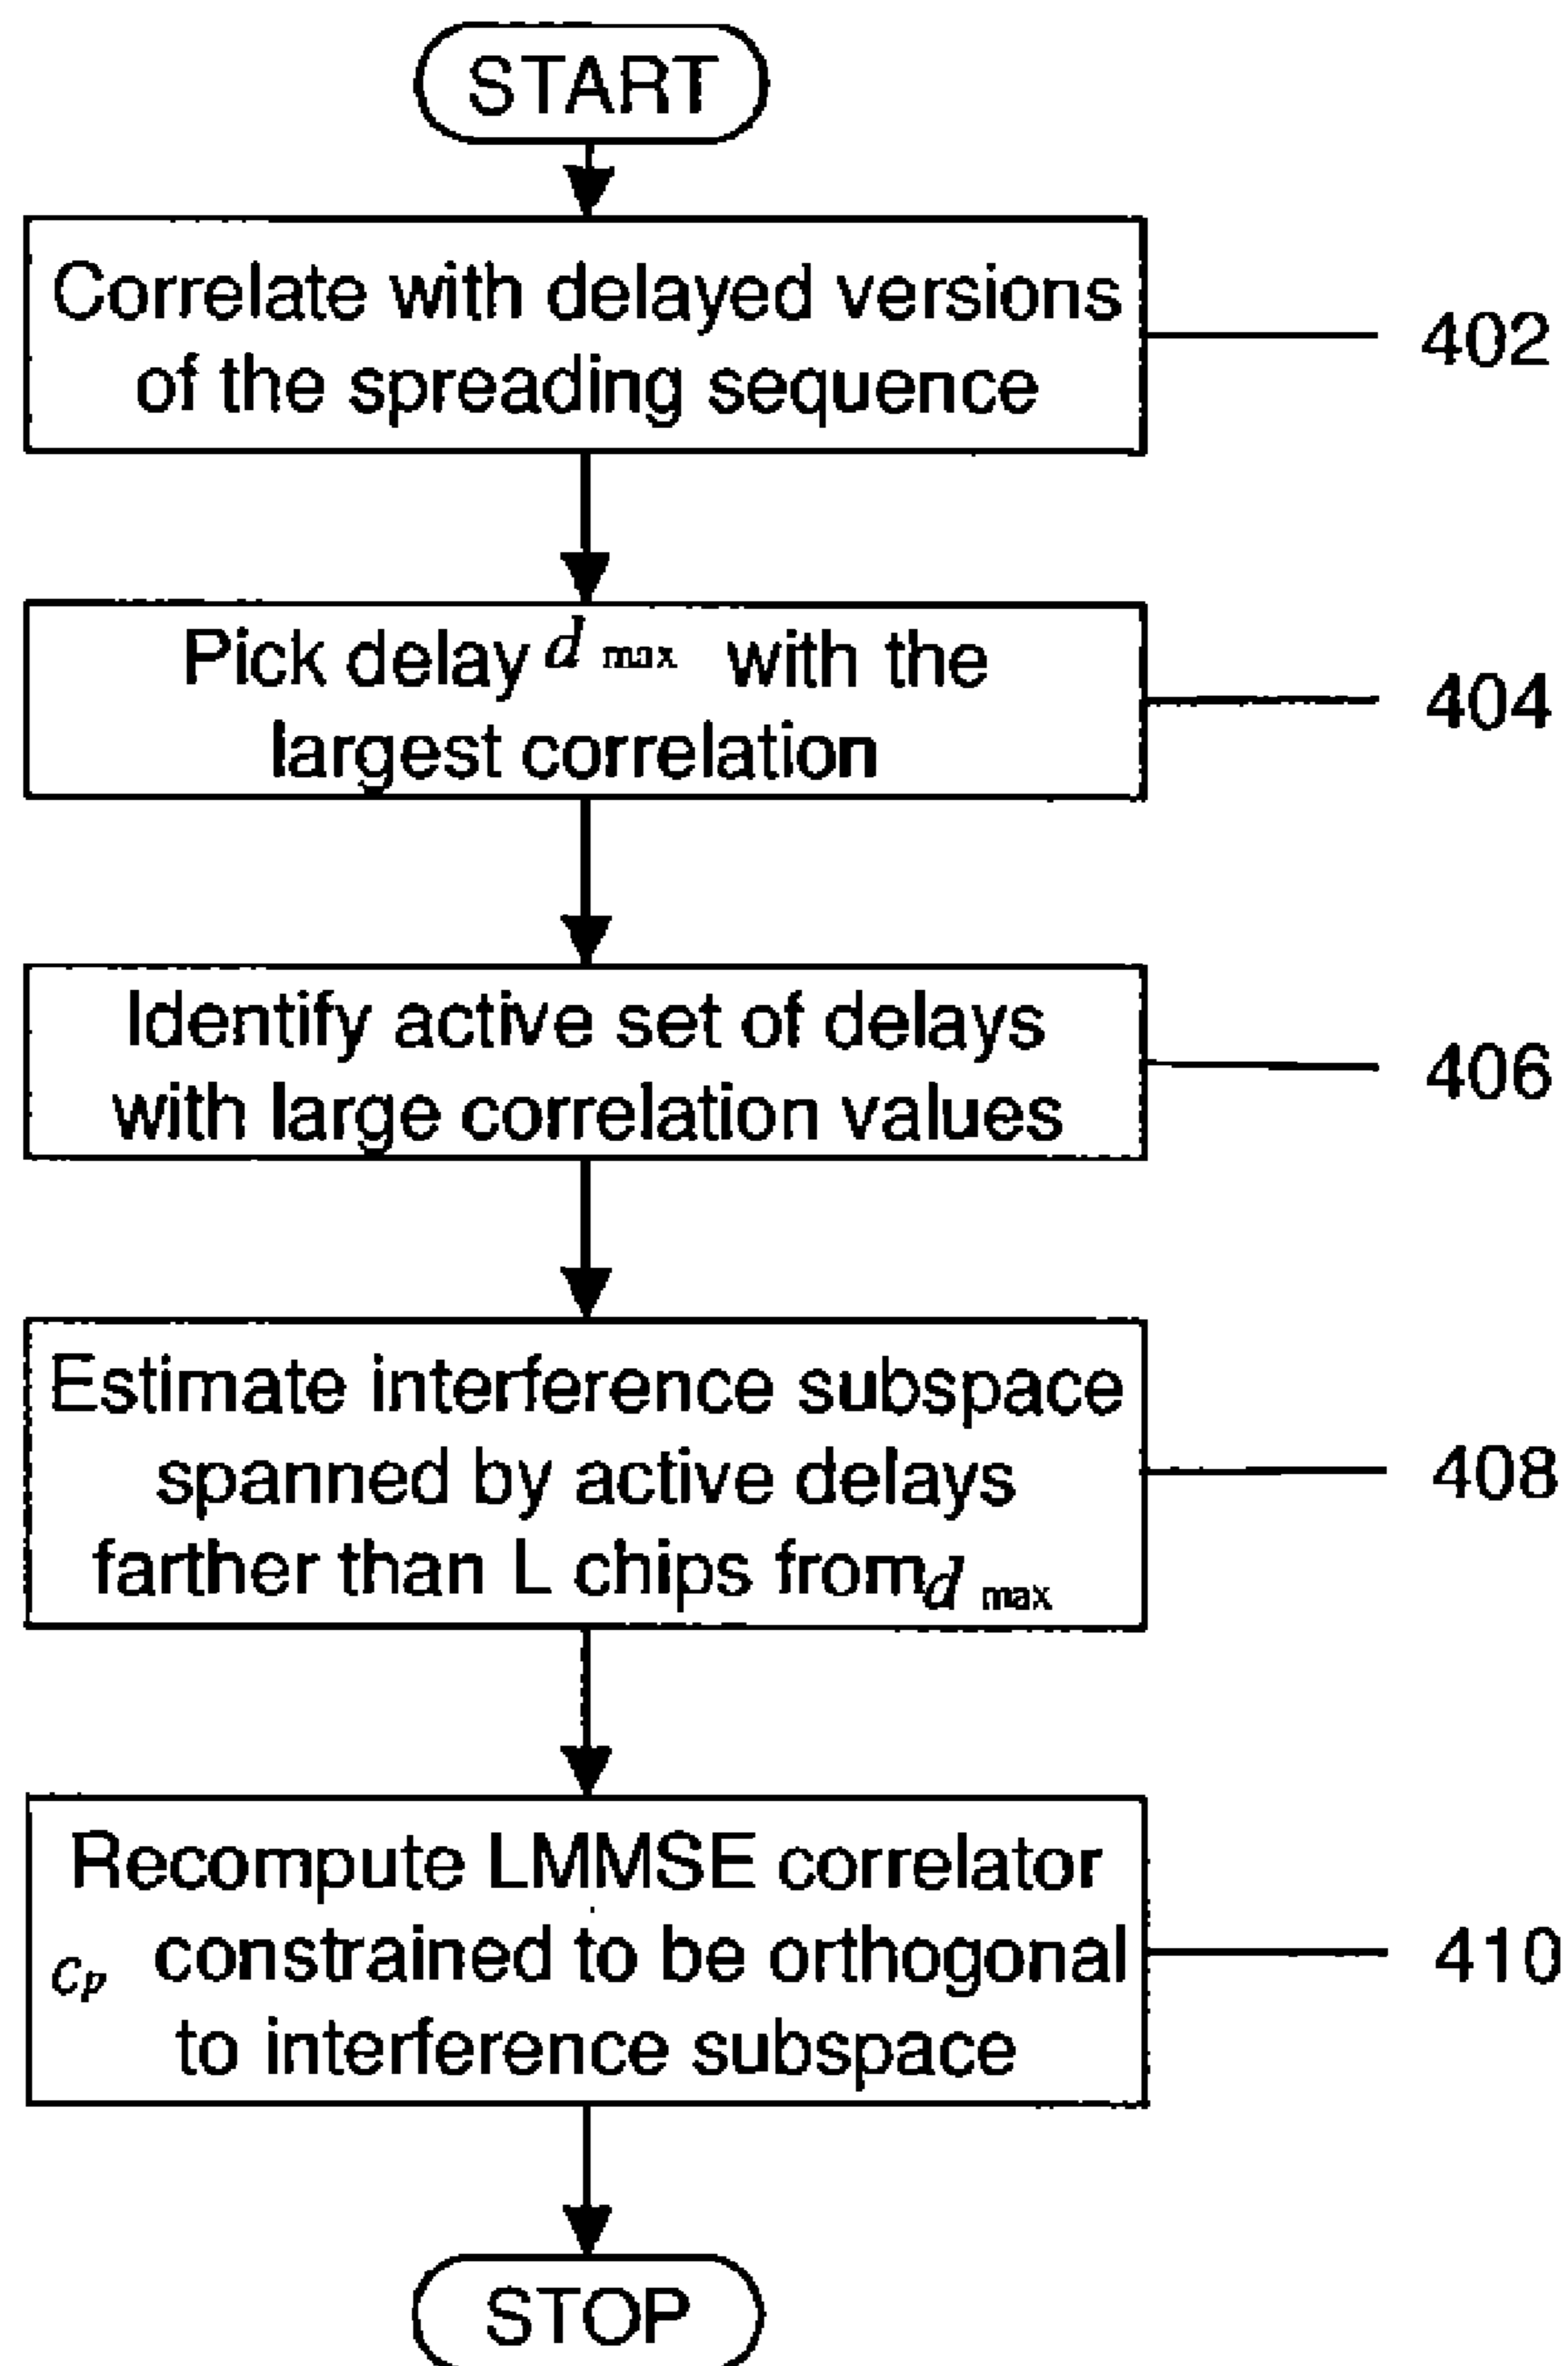 START
Correlate with delayed versions
of the spreading sequence
402
Pick delay d max with the
largest correlation
404
Identify active set of delays
with large correlation values
406
Estimate interference subspace
spanned by active delays
farther than L chips from d max
408
Recompute LMMSE correlator
c p constrained to be orthogonal
to interference subspace
410
STOP